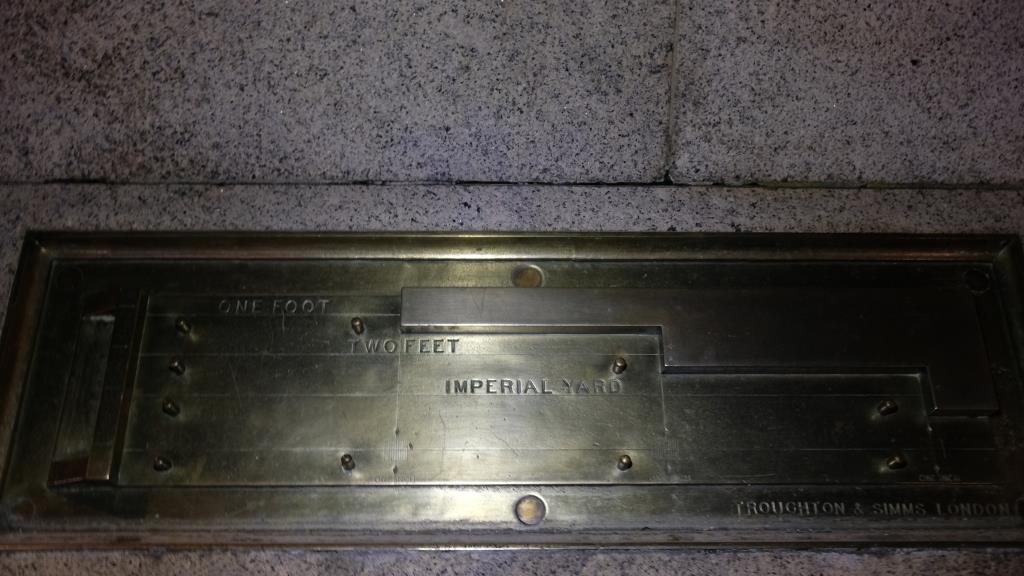 ONE FOOT
TWO FEET
IMPERIAL YARD
TROUGHTON & SIMMS, LONDON